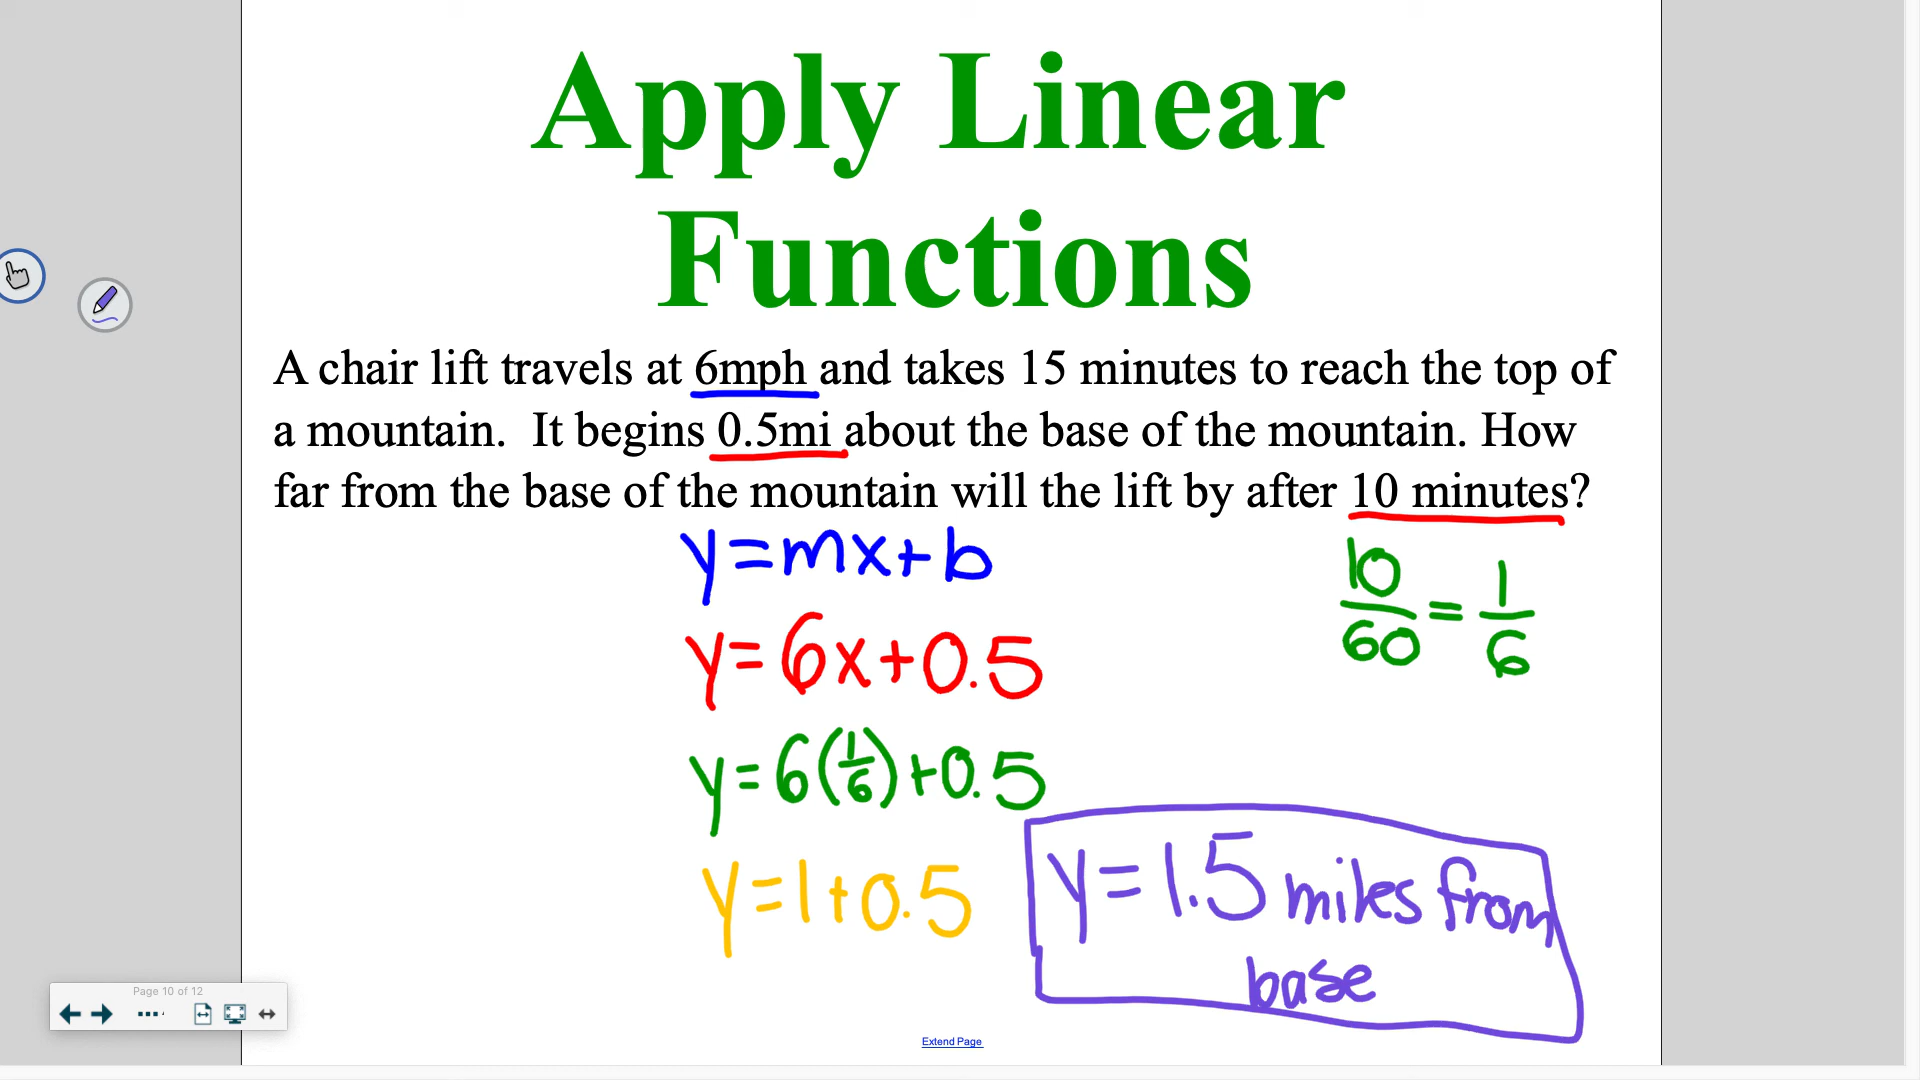 Apply Linear
Functions
A chair lift travels at 6mph and takes 15 minutes to reach the top of
a mountain.  It begins 0.5mi about the base of the mountain. How
far from the base of the mountain will the lift by after 10 minutes?
y=mx+b
10/60 = 1/6
y=6x+0.5
y=6(1/6)+0.5
y=1+0.5
y=1.5 miles from
base
Page 10 of 12
Extend Page